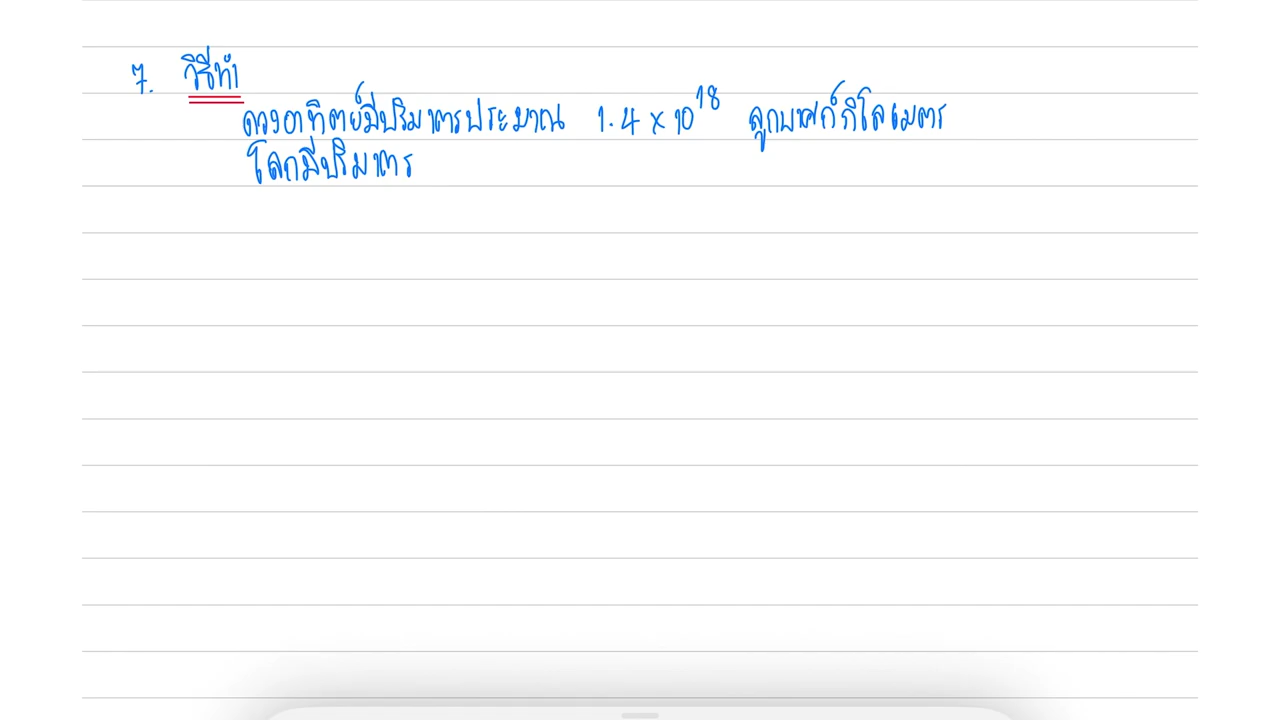 7. วิธีทำ
ดวงอาทิตย์มีปริมาตรประมาณ 1.4 × 10¹⁸ ลูกบาศก์กิโลเมตร
โลกมีปริมาตร